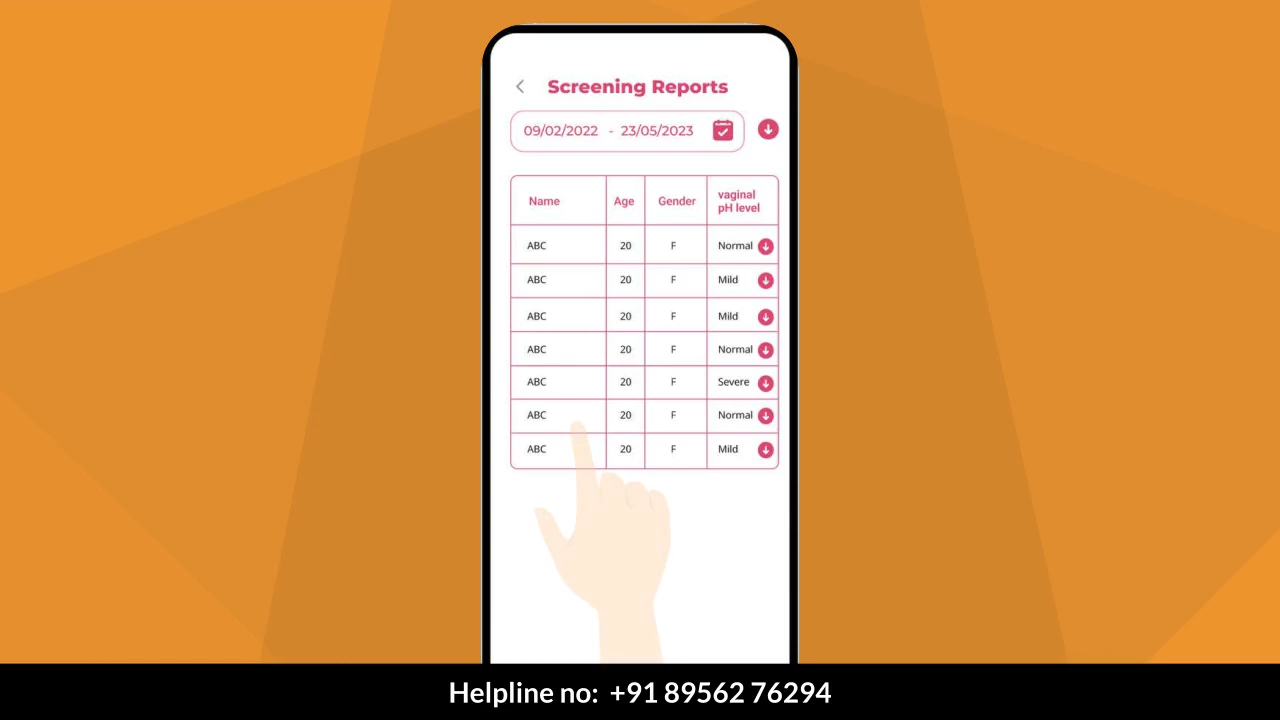 Screening Reports
09/02/2022 - 23/05/2023
Name Age Gender vaginal pH level
ABC 20 F Normal
ABC 20 F Mild
ABC 20 F Mild
ABC 20 F Normal
ABC 20 F Severe
ABC 20 F Normal
ABC 20 F Mild
Helpline no: +91 89562 76294